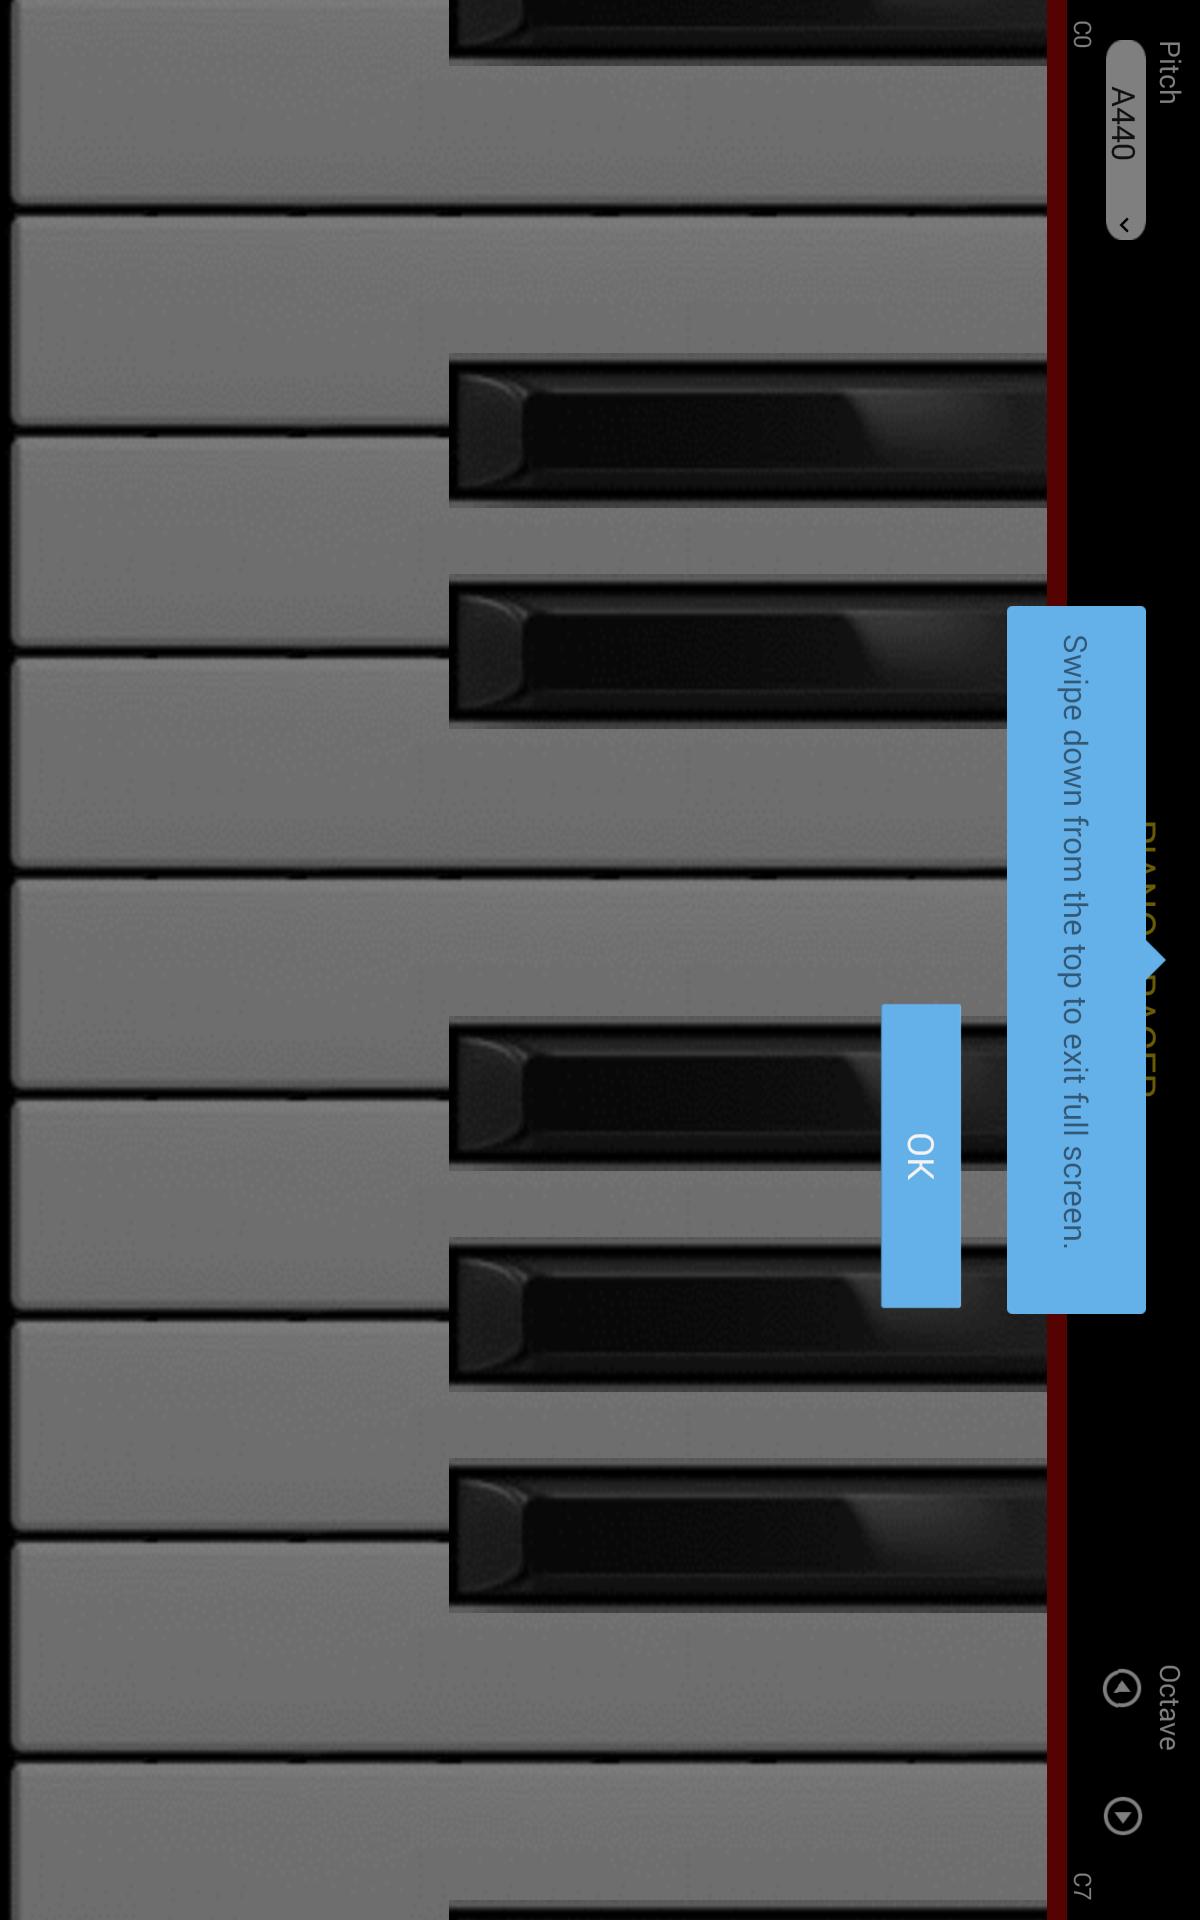 Pitch
A440
C0
Octave
C7
Swipe down from the top to exit full screen.
OK